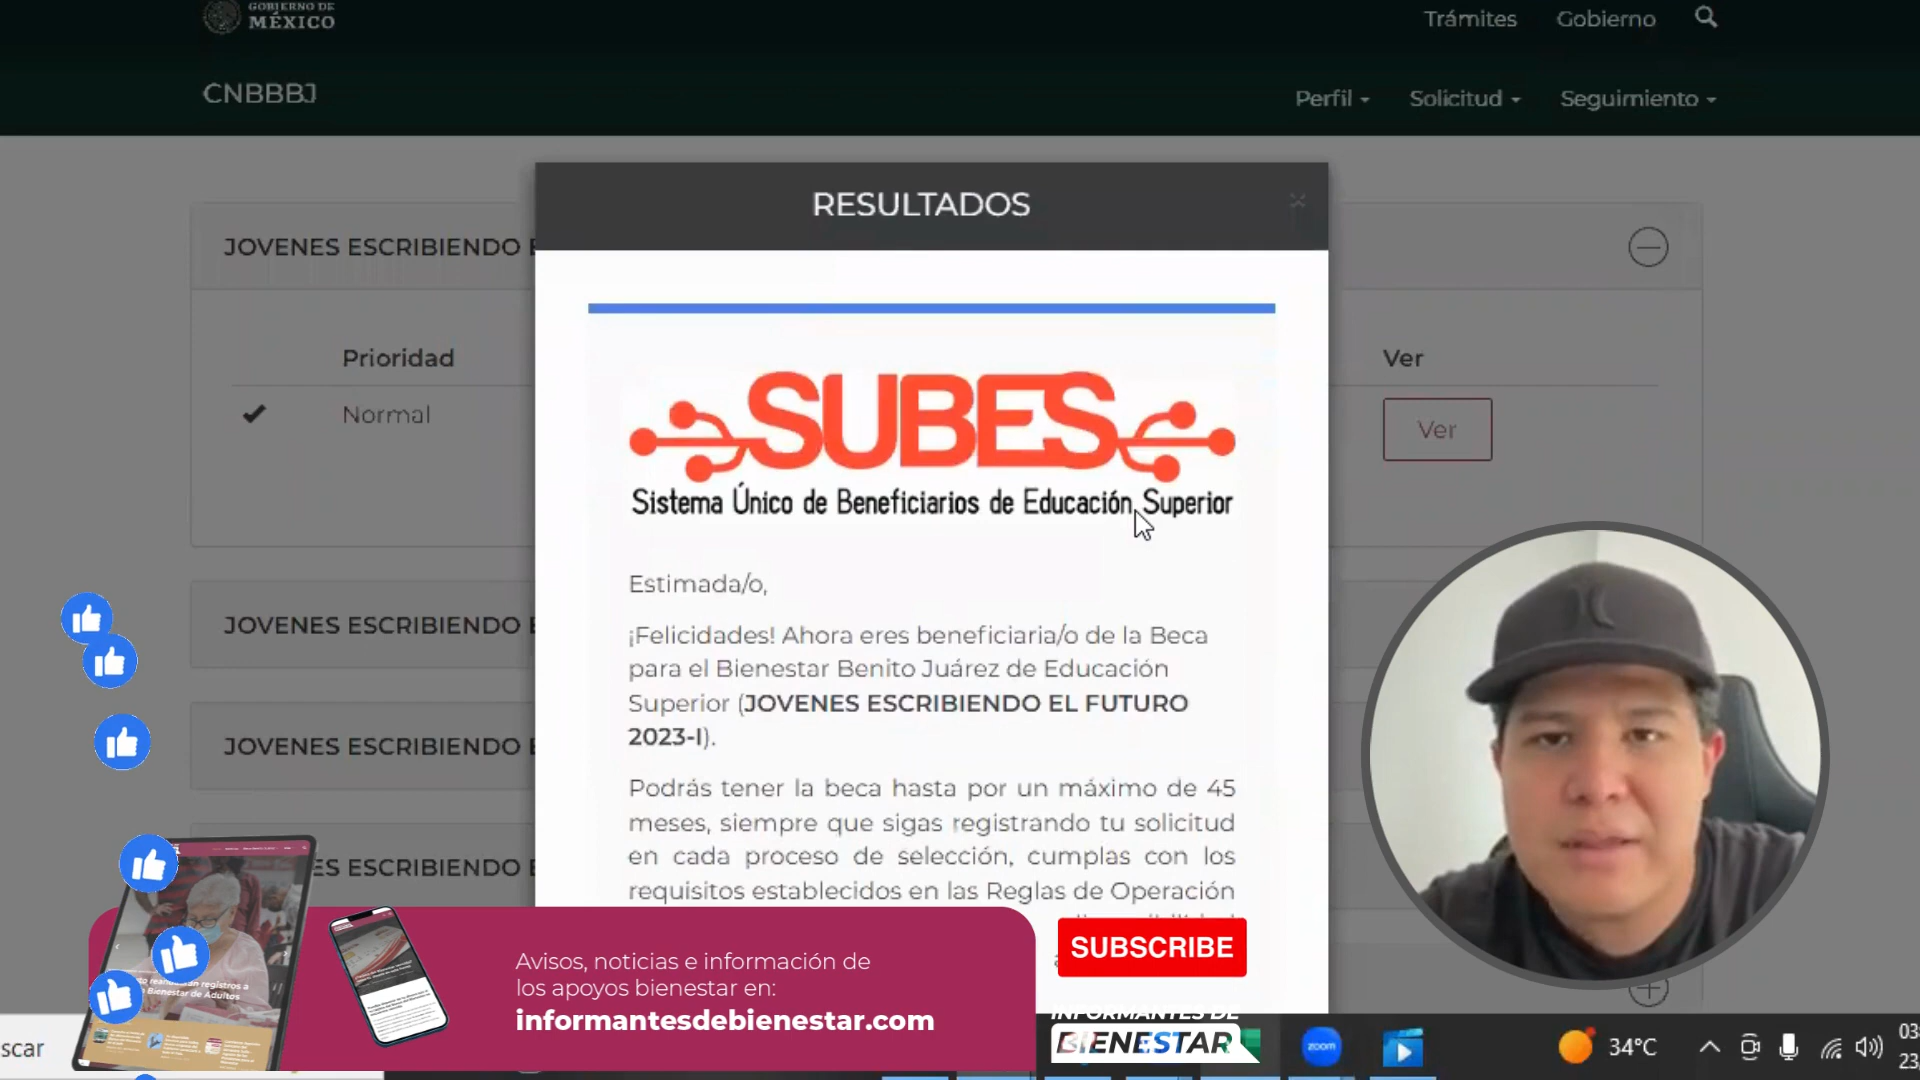 GOBIERNO DE
MÉXICO
Trámites Gobierno
CNBBBJ
Perfil Solicitud Seguimiento
RESULTADOS
JOVENES ESCRIBIENDO E
Prioridad
Ver
Normal
Ver
SUBES
Sistema Único de Beneficiarios de Educación Superior
Estimada/o,
¡Felicidades! Ahora eres beneficiaria/o de la Beca
para el Bienestar Benito Juárez de Educación
Superior (JOVENES ESCRIBIENDO EL FUTURO
2023-I).
JOVENES ESCRIBIENDO E
JOVENES ESCRIBIENDO E
ES ESCRIBIENDO E
Podrás tener la beca hasta por un máximo de 45
meses, siempre que sigas registrando tu solicitud
en cada proceso de selección, cumplas con los
requisitos establecidos en las Reglas de Operación
Avisos, noticias e información de
los apoyos bienestar en:
informantesdebienestar.com
SUBSCRIBE
INFORMANTES DE
BIENESTAR
scar
zoom
34°C
03:
23,